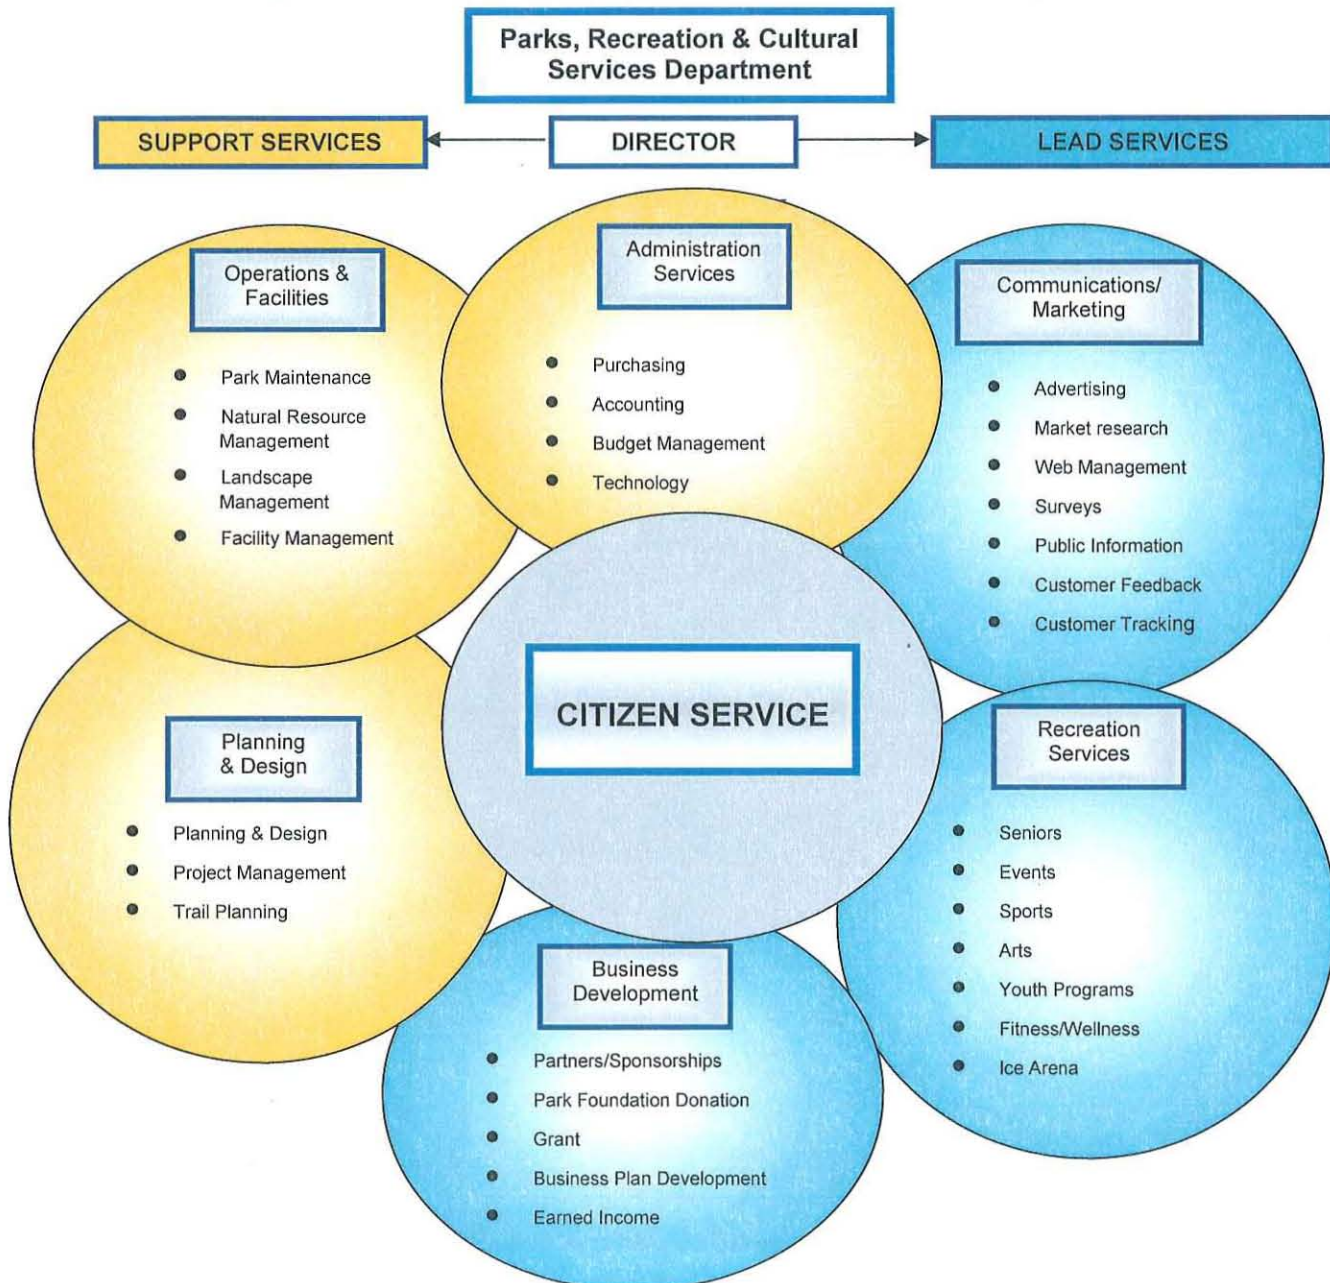 Parks, Recreation & Cultural
Services Department
SUPPORT SERVICES
DIRECTOR
LEAD SERVICES
Operations &
Facilities
• Park Maintenance
• Natural Resource
Management
• Landscape
Management
• Facility Management
Administration
Services
• Purchasing
• Accounting
• Budget Management
• Technology
Communications/
Marketing
• Advertising
• Market research
• Web Management
• Surveys
• Public Information
• Customer Feedback
• Customer Tracking
CITIZEN SERVICE
Planning
& Design
• Planning & Design
• Project Management
• Trail Planning
Recreation
Services
• Seniors
• Events
• Sports
• Arts
• Youth Programs
• Fitness/Wellness
• Ice Arena
Business
Development
• Partners/Sponsorships
• Park Foundation Donation
• Grant
• Business Plan Development
• Earned Income